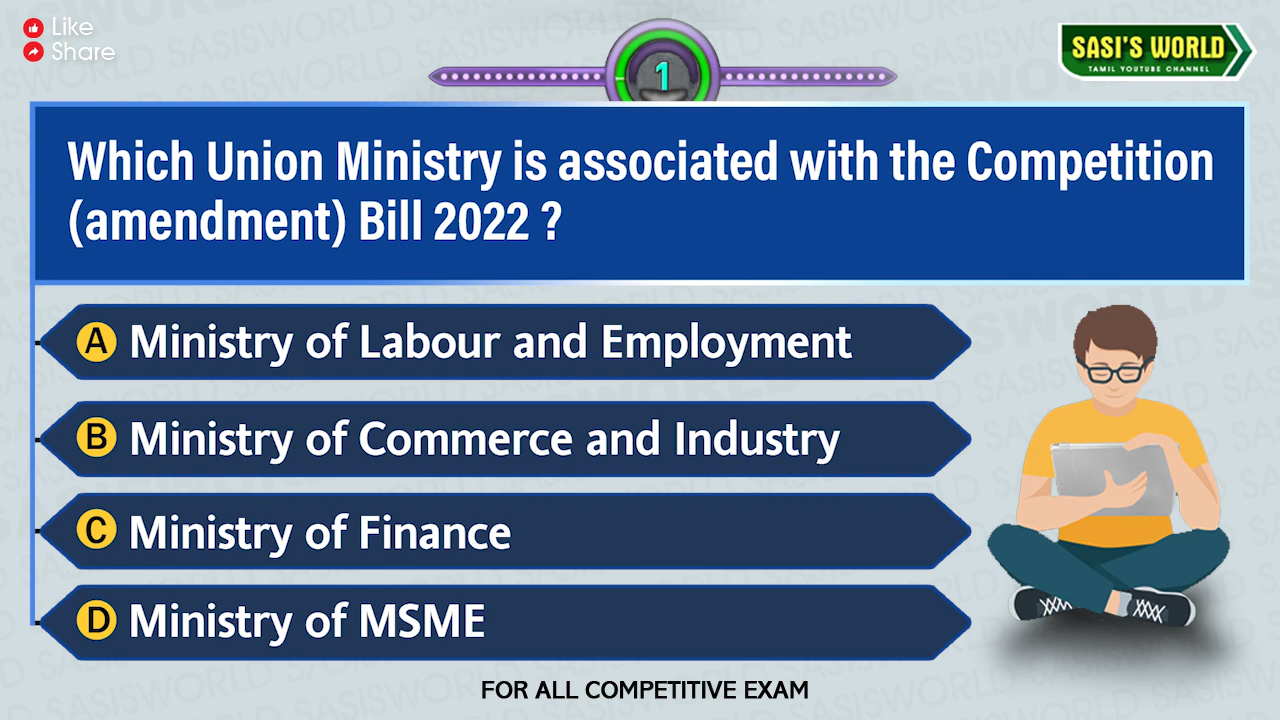 Like
Share
SASI'S WORLD
TAMIL YOUTUBE CHANNEL
1
Which Union Ministry is associated with the Competition
(amendment) Bill 2022 ?
A Ministry of Labour and Employment
B Ministry of Commerce and Industry
C Ministry of Finance
D Ministry of MSME
FOR ALL COMPETITIVE EXAM